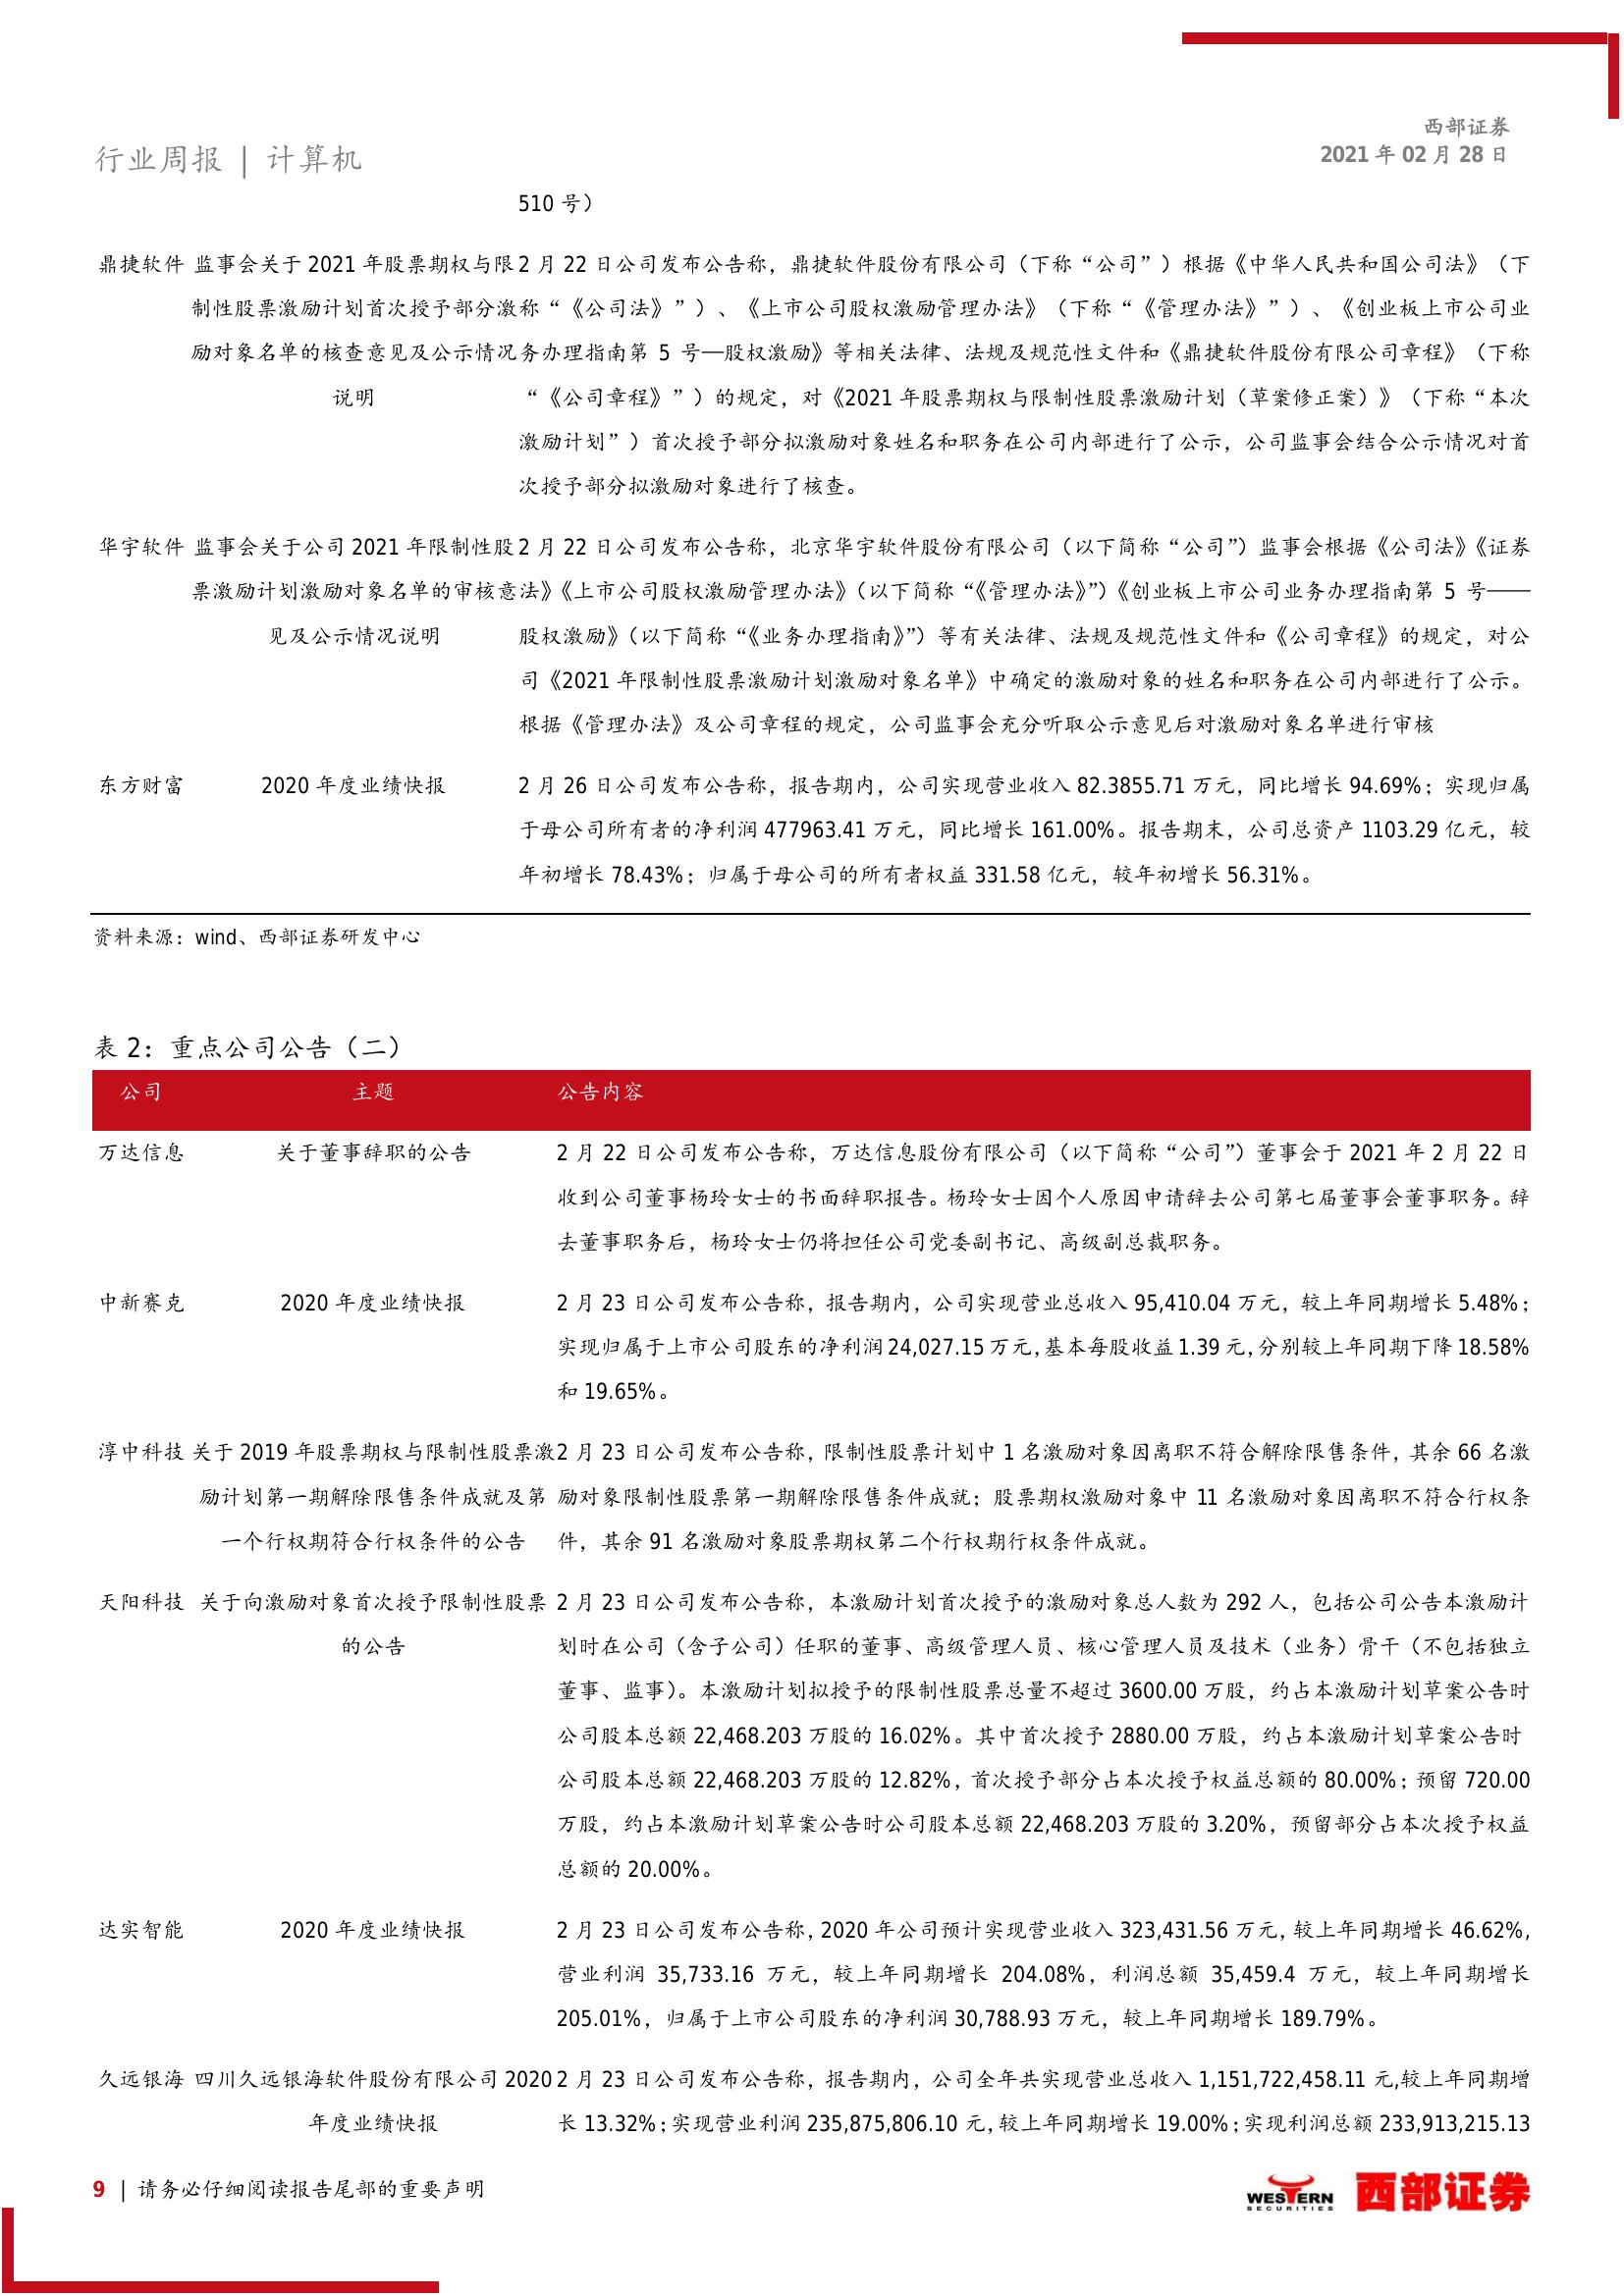 西部证券
2021 年 02 月 28 日
行业周报 | 计算机
510 号）
鼎捷软件 监事会关于 2021 年股票期权与限 2 月 22 日公司发布公告称，鼎捷软件股份有限公司（下称“公司”）根据《中华人民共和国公司法》（下
制性股票激励计划首次授予部分激 称“《公司法》”）、《上市公司股权激励管理办法》（下称“《管理办法》”）、《创业板上市公司业
励对象名单的核查意见及公示情况 务办理指南第 5 号—股权激励》等相关法律、法规及规范性文件和《鼎捷软件股份有限公司章程》（下称
说明 “《公司章程》”）的规定，对《2021 年股票期权与限制性股票激励计划（草案修正案）》（下称“本次
激励计划”）首次授予部分拟激励对象姓名和职务在公司内部进行了公示，公司监事会结合公示情况对首
次授予部分拟激励对象进行了核查。
华宇软件 监事会关于公司 2021 年限制性股 2 月 22 日公司发布公告称，北京华宇软件股份有限公司（以下简称“公司”）监事会根据《公司法》《证券
票激励计划激励对象名单的审核意 法》《上市公司股权激励管理办法》（以下简称“《管理办法》”）《创业板上市公司业务办理指南第 5 号——
见及公示情况说明 股权激励》（以下简称“《业务办理指南》”）等有关法律、法规及规范性文件和《公司章程》的规定，对公
司《2021 年限制性股票激励计划激励对象名单》中确定的激励对象的姓名和职务在公司内部进行了公示。
根据《管理办法》及公司章程的规定，公司监事会充分听取公示意见后对激励对象名单进行审核
东方财富 2020 年度业绩快报 2 月 26 日公司发布公告称，报告期内，公司实现营业收入 82.3855.71 万元，同比增长 94.69%；实现归属
于母公司所有者的净利润 477963.41 万元，同比增长 161.00%。报告期末，公司总资产 1103.29 亿元，较
年初增长 78.43%；归属于母公司的所有者权益 331.58 亿元，较年初增长 56.31%。
资料来源：wind、西部证券研发中心
表 2：重点公司公告（二）
公司 主题 公告内容
万达信息 关于董事辞职的公告 2 月 22 日公司发布公告称，万达信息股份有限公司（以下简称“公司”）董事会于 2021 年 2 月 22 日
收到公司董事杨玲女士的书面辞职报告。杨玲女士因个人原因申请辞去公司第七届董事会董事职务。辞
去董事职务后，杨玲女士仍将担任公司党委副书记、高级副总裁职务。
中新赛克 2020 年度业绩快报 2 月 23 日公司发布公告称，报告期内，公司实现营业总收入 95,410.04 万元，较上年同期增长 5.48%；
实现归属于上市公司股东的净利润 24,027.15 万元，基本每股收益 1.39 元，分别较上年同期下降 18.58%
和 19.65%。
淳中科技 关于 2019 年股票期权与限制性股票激 2 月 23 日公司发布公告称，限制性股票计划中 1 名激励对象因离职不符合解除限售条件，其余 66 名激
励计划第一期解除限售条件成就及第 励对象限制性股票第一期解除限售条件成就；股票期权激励对象中 11 名激励对象因离职不符合行权条
一个行权期符合行权条件的公告 件，其余 91 名激励对象股票期权第二个行权期行权条件成就。
天阳科技 关于向激励对象首次授予限制性股票 2 月 23 日公司发布公告称，本激励计划首次授予的激励对象总人数为 292 人，包括公司公告本激励计
的公告 划时在公司（含子公司）任职的董事、高级管理人员、核心管理人员及技术（业务）骨干（不包括独立
董事、监事）。本激励计划拟授予的限制性股票总量不超过 3600.00 万股，约占本激励计划草案公告时
公司股本总额 22,468.203 万股的 16.02%。其中首次授予 2880.00 万股，约占本激励计划草案公告时
公司股本总额 22,468.203 万股的 12.82%，首次授予部分占本次授予权益总额的 80.00%；预留 720.00
万股，约占本激励计划草案公告时公司股本总额 22,468.203 万股的 3.20%，预留部分占本次授予权益
总额的 20.00%。
达实智能 2020 年度业绩快报 2 月 23 日公司发布公告称，2020 年公司预计实现营业收入 323,431.56 万元，较上年同期增长 46.62%，
营业利润 35,733.16 万元，较上年同期增长 204.08%，利润总额 35,459.4 万元，较上年同期增长
205.01%，归属于上市公司股东的净利润 30,788.93 万元，较上年同期增长 189.79%。
久远银海 四川久远银海软件股份有限公司 2020 2 月 23 日公司发布公告称，报告期内，公司全年共实现营业总收入 1,151,722,458.11 元,较上年同期增
年度业绩快报 长 13.32%；实现营业利润 235,875,806.10 元，较上年同期增长 19.00%；实现利润总额 233,913,215.13
9 | 请务必仔细阅读报告尾部的重要声明
WESTERN
SECURITIES
西部证券